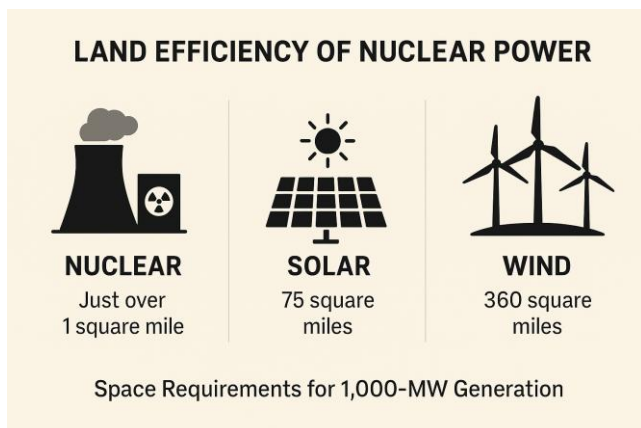 LAND EFFICIENCY OF NUCLEAR POWER
NUCLEAR
Just over
1 square mile
SOLAR
75 square
miles
WIND
360 square
miles
Space Requirements for 1,000-MW Generation